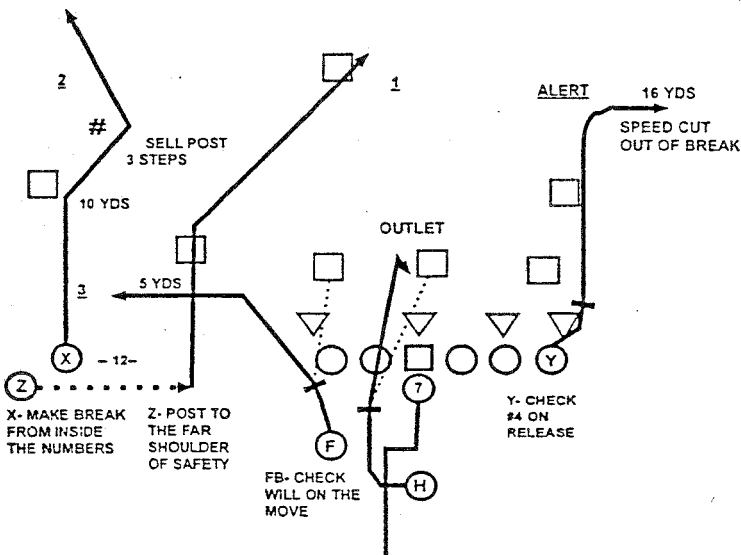 2
1
ALERT
16 YDS
#
SPEED CUT
OUT OF BREAK
SELL POST
3 STEPS
10 YDS
OUTLET
3
5 YDS
X
- 12-
Y
Z
7
X- MAKE BREAK
FROM INSIDE
THE NUMBERS
Z- POST TO
THE FAR
SHOULDER
OF SAFETY
Y- CHECK
#4 ON
RELEASE
F
FB- CHECK
WILL ON THE
MOVE
H